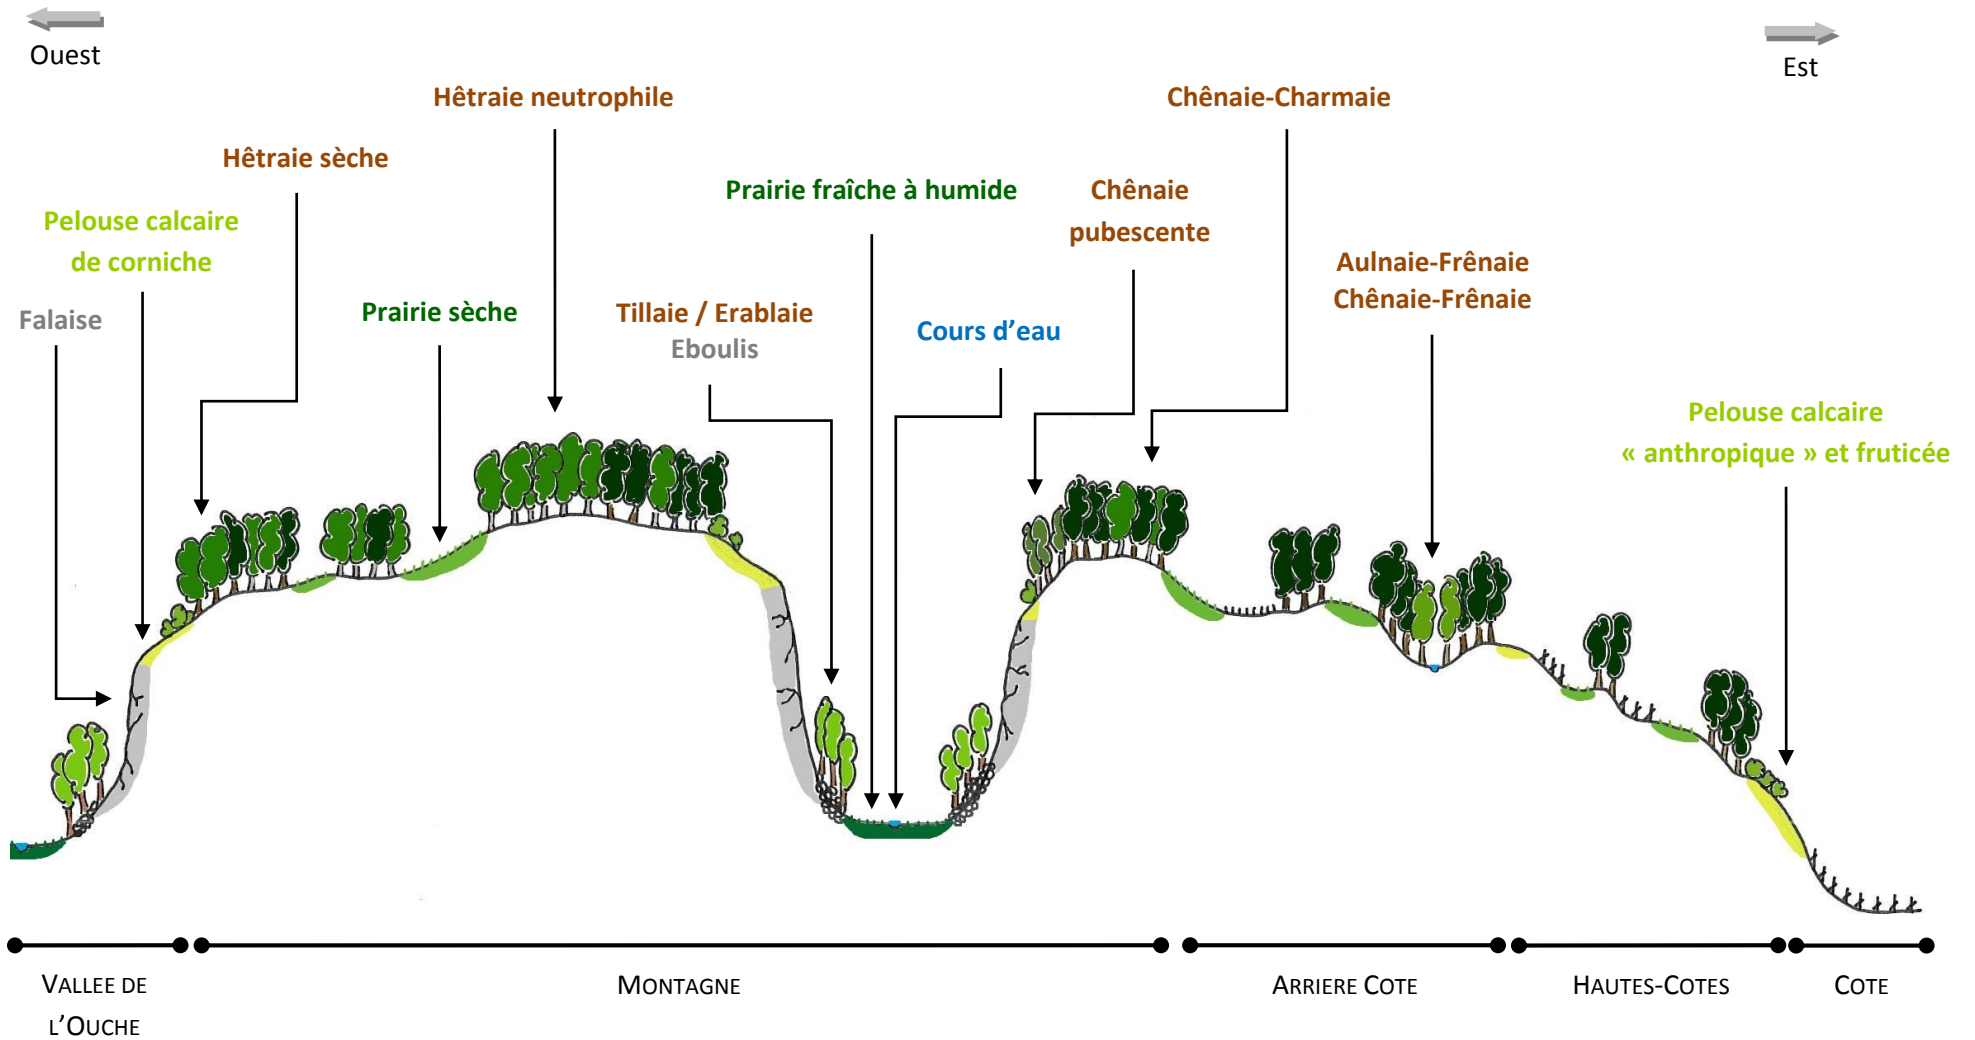 Ouest
Est
Hêtraie neutrophile
Chênaie-Charmaie
Hêtraie sèche
Prairie fraîche à humide
Chênaie
pubescente
Pelouse calcaire
de corniche
Aulnaie-Frênaie
Chênaie-Frênaie
Falaise
Prairie sèche
Tillaie / Erablaie
Eboulis
Cours d’eau
Pelouse calcaire
« anthropique » et fruticée
VALLEE DE
L’OUCHE
MONTAGNE
ARRIERE COTE
HAUTES-COTES
COTE